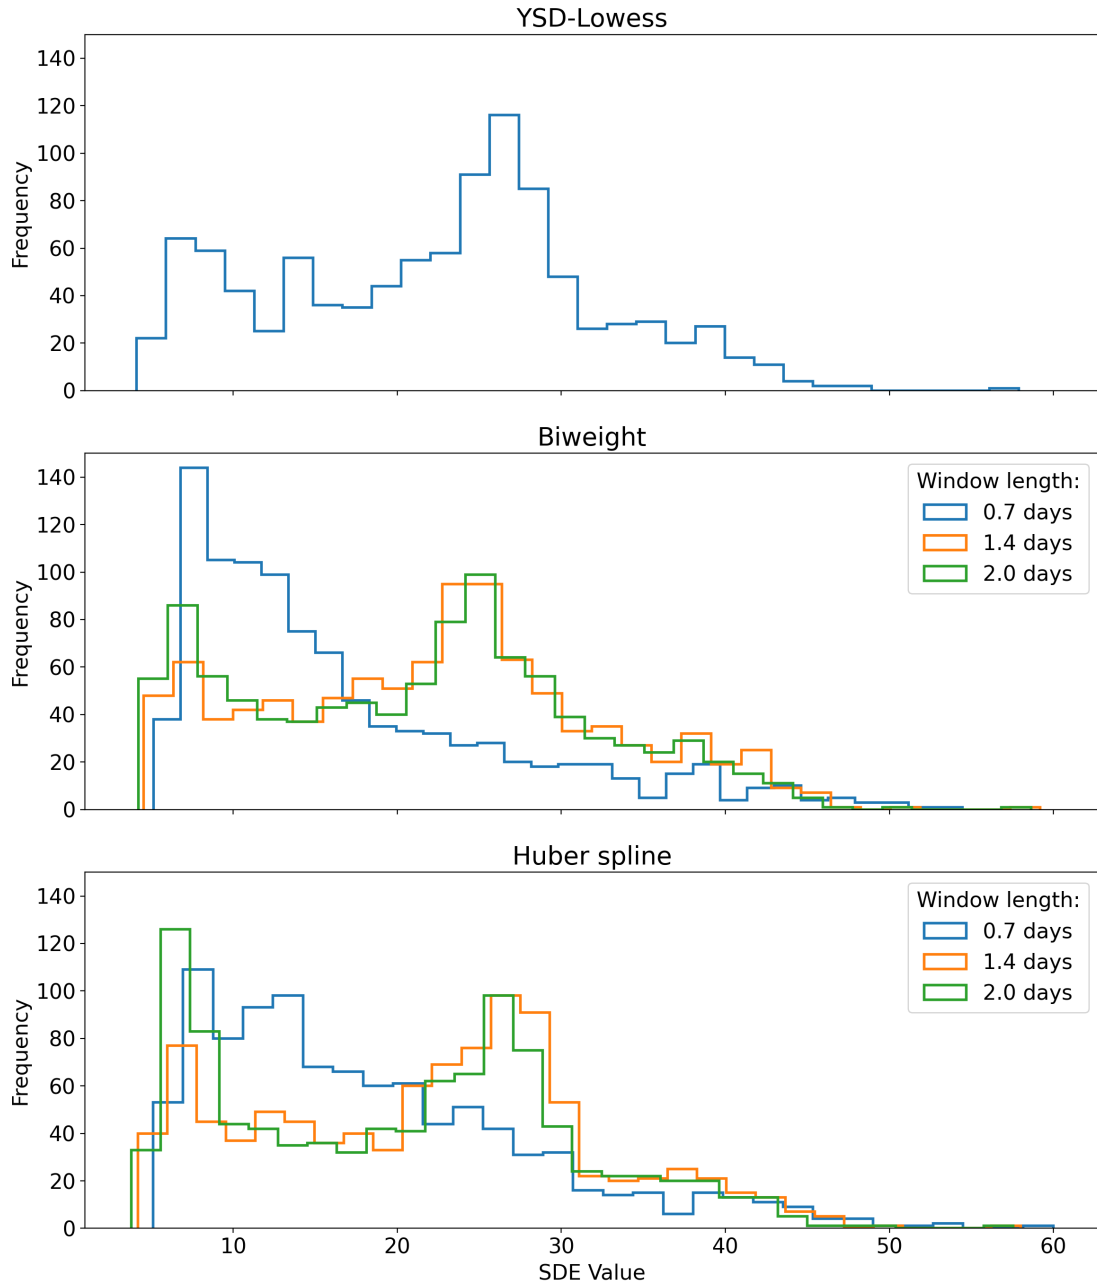 YSD-Lowess
140
120
100
80
60
40
20
0
Frequency
Biweight
140
120
100
80
60
40
20
0
Frequency
Window length:
0.7 days
1.4 days
2.0 days
Huber spline
140
120
100
80
60
40
20
0
Frequency
Window length:
0.7 days
1.4 days
2.0 days
10 20 30 40 50 60
SDE Value